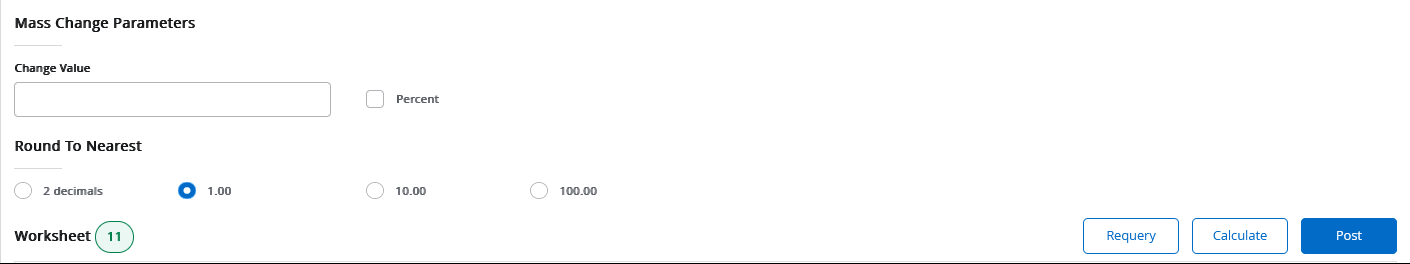 Mass Change Parameters
Change Value
Percent
Round To Nearest
2 decimals 1.00 10.00 100.00
Worksheet 11 Requery Calculate Post